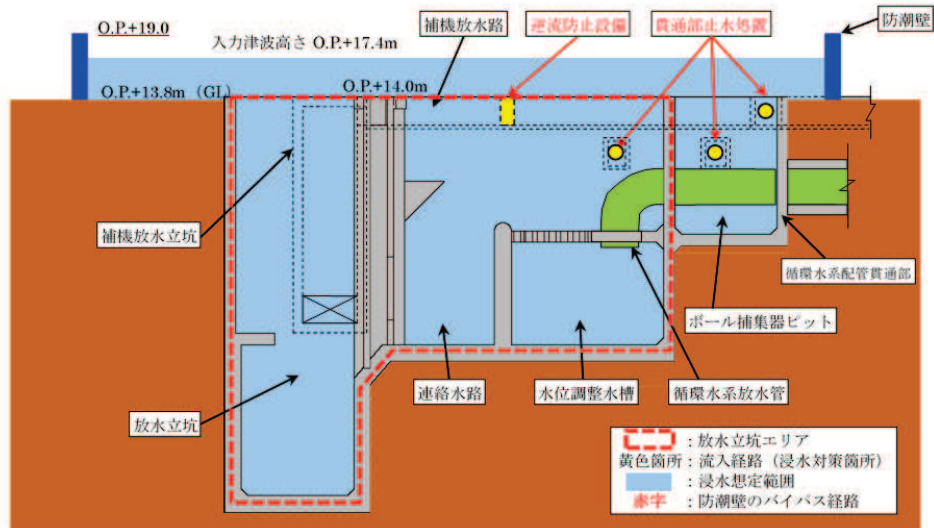 O.P.+19.0
補機放水路
逆流防止設備
貫通部止水処置
防潮壁
入力津波高さ O.P.+17.4m
O.P.+13.8m（GL）
O.P.+14.0m
補機放水立坑
循環水系配管貫通部
ボール捕集器ピット
放水立坑
連絡水路
水位調整水槽
循環水系放水管
：放水立坑エリア
黄色箇所：流入経路（浸水対策箇所）
：浸水想定範囲
赤字：防潮壁のバイパス経路